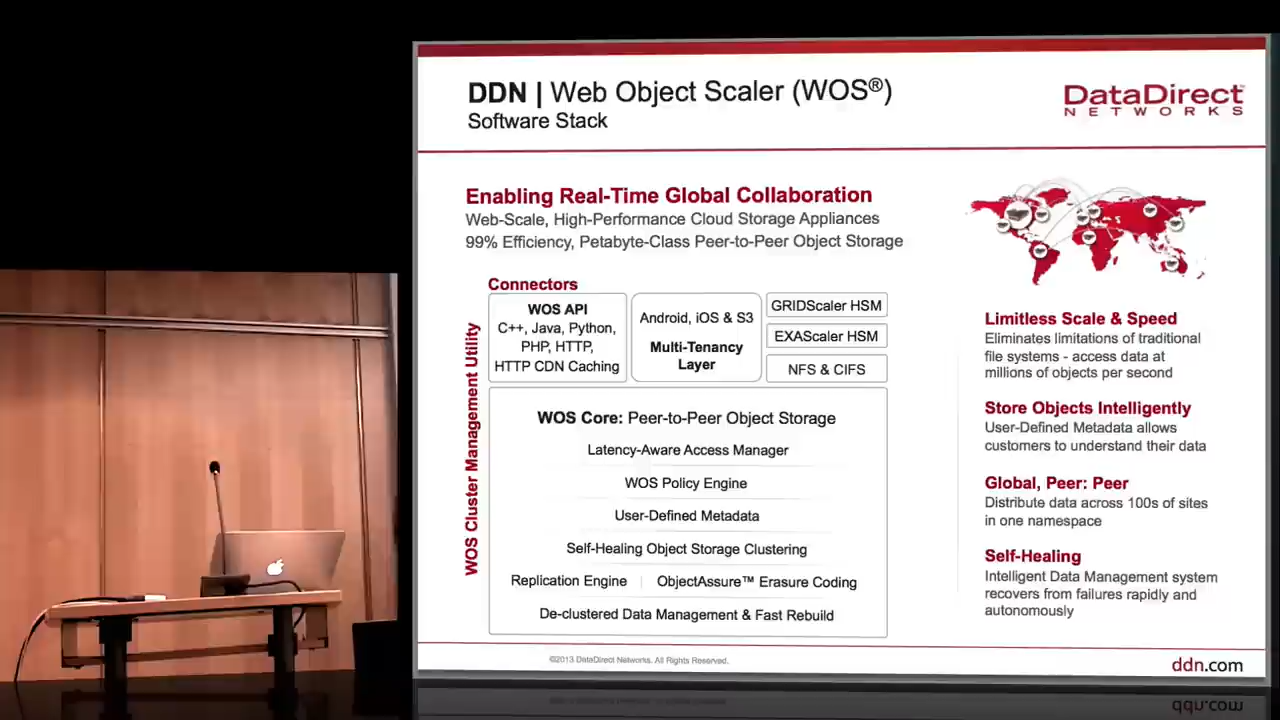 DDN | Web Object Scaler (WOS®)
Software Stack
DataDirect™
NETWORKS
Enabling Real-Time Global Collaboration
Web-Scale, High-Performance Cloud Storage Appliances
99% Efficiency, Petabyte-Class Peer-to-Peer Object Storage
Connectors
WOS API
C++, Java, Python,
PHP, HTTP,
HTTP CDN Caching
Android, iOS & S3
Multi-Tenancy
Layer
GRIDScaler HSM
EXAScaler HSM
NFS & CIFS
WOS Cluster Management Utility
WOS Core: Peer-to-Peer Object Storage
Latency-Aware Access Manager
WOS Policy Engine
User-Defined Metadata
Self-Healing Object Storage Clustering
Replication Engine | ObjectAssure™ Erasure Coding
De-clustered Data Management & Fast Rebuild
Limitless Scale & Speed
Eliminates limitations of traditional
file systems - access data at
millions of objects per second
Store Objects Intelligently
User-Defined Metadata allows
customers to understand their data
Global, Peer: Peer
Distribute data across 100s of sites
in one namespace
Self-Healing
Intelligent Data Management system
recovers from failures rapidly and
autonomously
©2013 DataDirect Networks. All Rights Reserved.
ddn.com